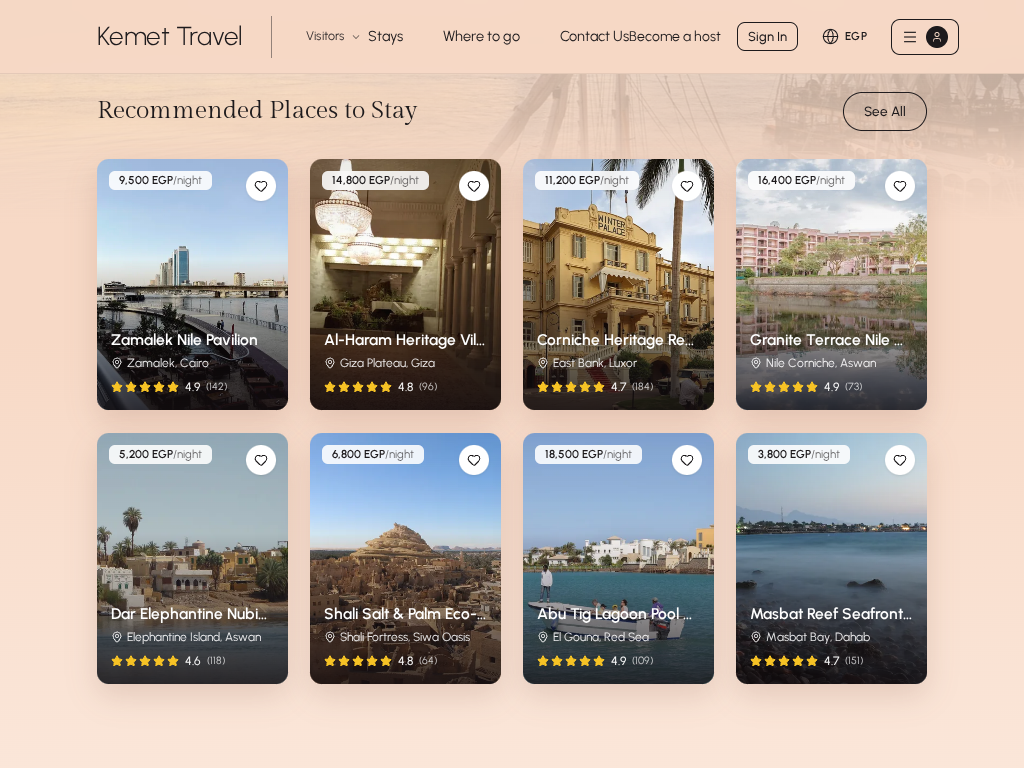 Kemet Travel
Visitors
Stays
Where to go
Contact Us
Become a host
Sign In
EGP
Recommended Places to Stay
See All
9,500 EGP/night
14,800 EGP/night
11,200 EGP/night
16,400 EGP/night
WINTER
PALACE
Zamalek Nile Pavilion
Zamalek, Cairo
4.9 (142)
Al-Haram Heritage Vil...
Giza Plateau, Giza
4.8 (96)
Corniche Heritage Re...
East Bank, Luxor
4.7 (184)
Granite Terrace Nile ...
Nile Corniche, Aswan
4.9 (73)
5,200 EGP/night
6,800 EGP/night
18,500 EGP/night
3,800 EGP/night
Dar Elephantine Nubi...
Elephantine Island, Aswan
4.6 (118)
Shali Salt & Palm Eco-...
Shali Fortress, Siwa Oasis
4.8 (64)
Abu Tig Lagoon Pool ...
El Gouna, Red Sea
4.9 (109)
Masbat Reef Seafront...
Masbat Bay, Dahab
4.7 (151)